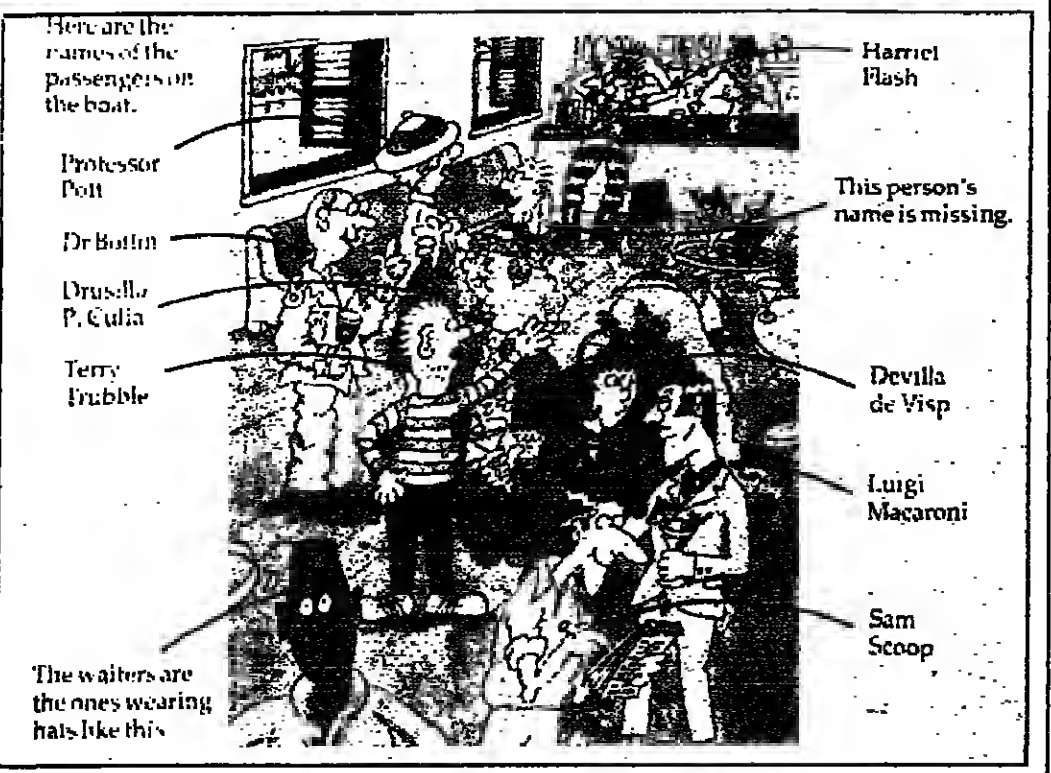 Here are the
names of the
passengers on
the boat.
Professor
Pott
Dr
Drusilla
P. Culia
Terry
Trubble
The waiters are
the ones wearing
hats like this
Harriet
Flash
This person's
name is missing.
Devilla
de Visp
Luigi
Macaroni
Sam
Scoop